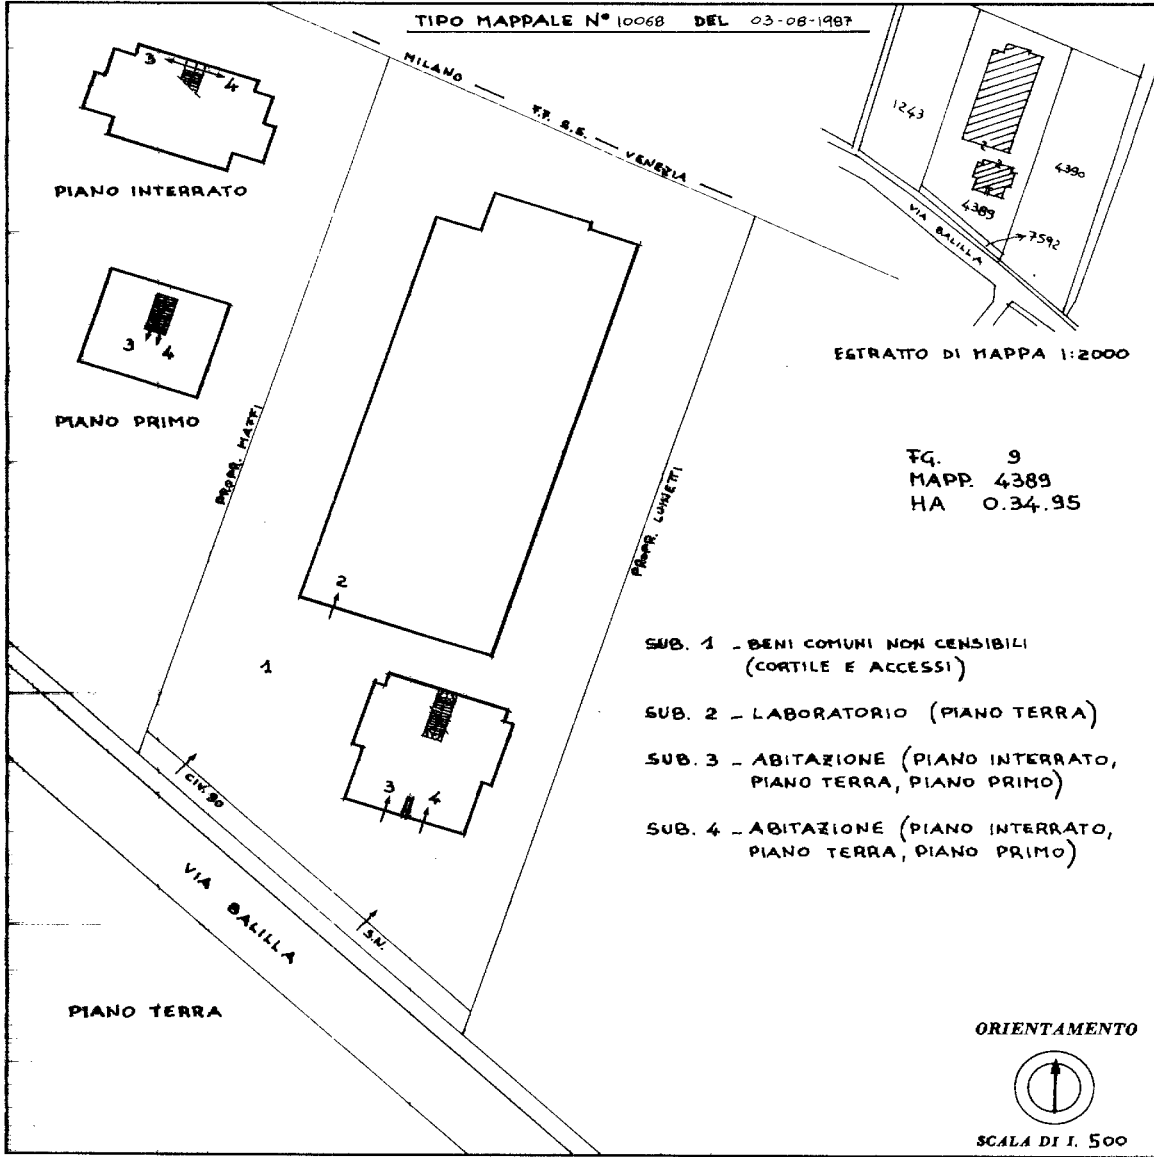 TIPO MAPPALE N° 10068 DEL 03-08-1987
3
4
PIANO INTERRATO
3
4
PIANO PRIMO
MILANO — FF. S.S. — VENEZIA
PROPR. MAFFI
PROPR. LUINETTI
2
1
3
4
CIV. 90
S.N.
VIA BALILLA
PIANO TERRA
1243
4390
4389
7592
VIA BALILLA
ESTRATTO DI MAPPA 1:2000
FG. 9
MAPP. 4389
HA 0.34.95
SUB. 1 - BENI COMUNI NON CENSIBILI
(CORTILE E ACCESSI)
SUB. 2 - LABORATORIO (PIANO TERRA)
SUB. 3 - ABITAZIONE (PIANO INTERRATO,
PIANO TERRA, PIANO PRIMO)
SUB. 4 - ABITAZIONE (PIANO INTERRATO,
PIANO TERRA, PIANO PRIMO)
ORIENTAMENTO
SCALA DI 1. 500